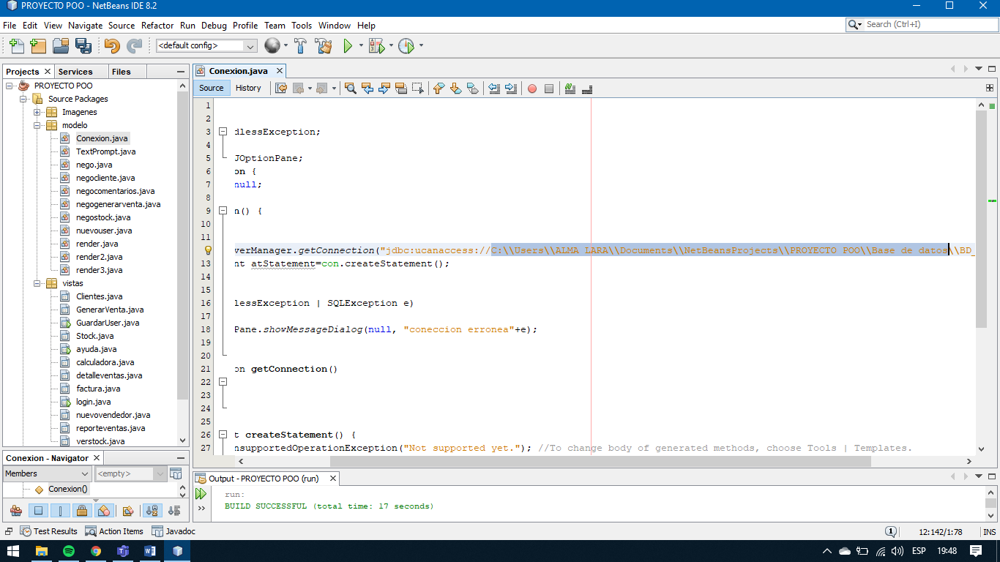 PROYECTO POO - NetBeans IDE 8.2
File Edit View Navigate Source Refactor Run Debug Profile Team Tools Window Help
Search (Ctrl+I)
<default config>
Projects
Services
Files
PROYECTO POO
Source Packages
Imagenes
modelo
Conexion.java
TextPrompt.java
nego.java
negocliente.java
negocomentarios.java
negogenerarventa.java
negostock.java
nuevouser.java
render.java
render2.java
render3.java
vistas
Clientes.java
GenerarVenta.java
GuardarUser.java
Stock.java
ayuda.java
calculadora.java
detalleventas.java
factura.java
login.java
nuevovendedor.java
reporteventas.java
verstock.java
Conexion - Navigator
Members
<empty>
Conexion()
Conexion.java
Source
History
1
2
3 dlessException;
4
5 JOptionPane;
6 on {
7 null;
8
9 n() {
10
11
verManager.getConnection("jdbc:ucanaccess://C:\\Users\\ALMA LARA\\Documents\\NetBeansProjects\\PROYECTO POO\\Base de datos\\BD_
13 nt atStatement=con.createStatement();
14
15
16 lessException | SQLException e)
17
18 Pane.showMessageDialog(null, "coneccion erronea"+e);
19
20
21 on getConnection()
22
23
24
25
26 t createStatement() {
27 nsupportedOperationException("Not supported yet."); //To change body of generated methods, choose Tools | Templates.
Output - PROYECTO POO (run)
run:
BUILD SUCCESSFUL (total time: 17 seconds)
Test Results
Action Items
Javadoc
1
12:142/1:78
INS
ESP
19:48